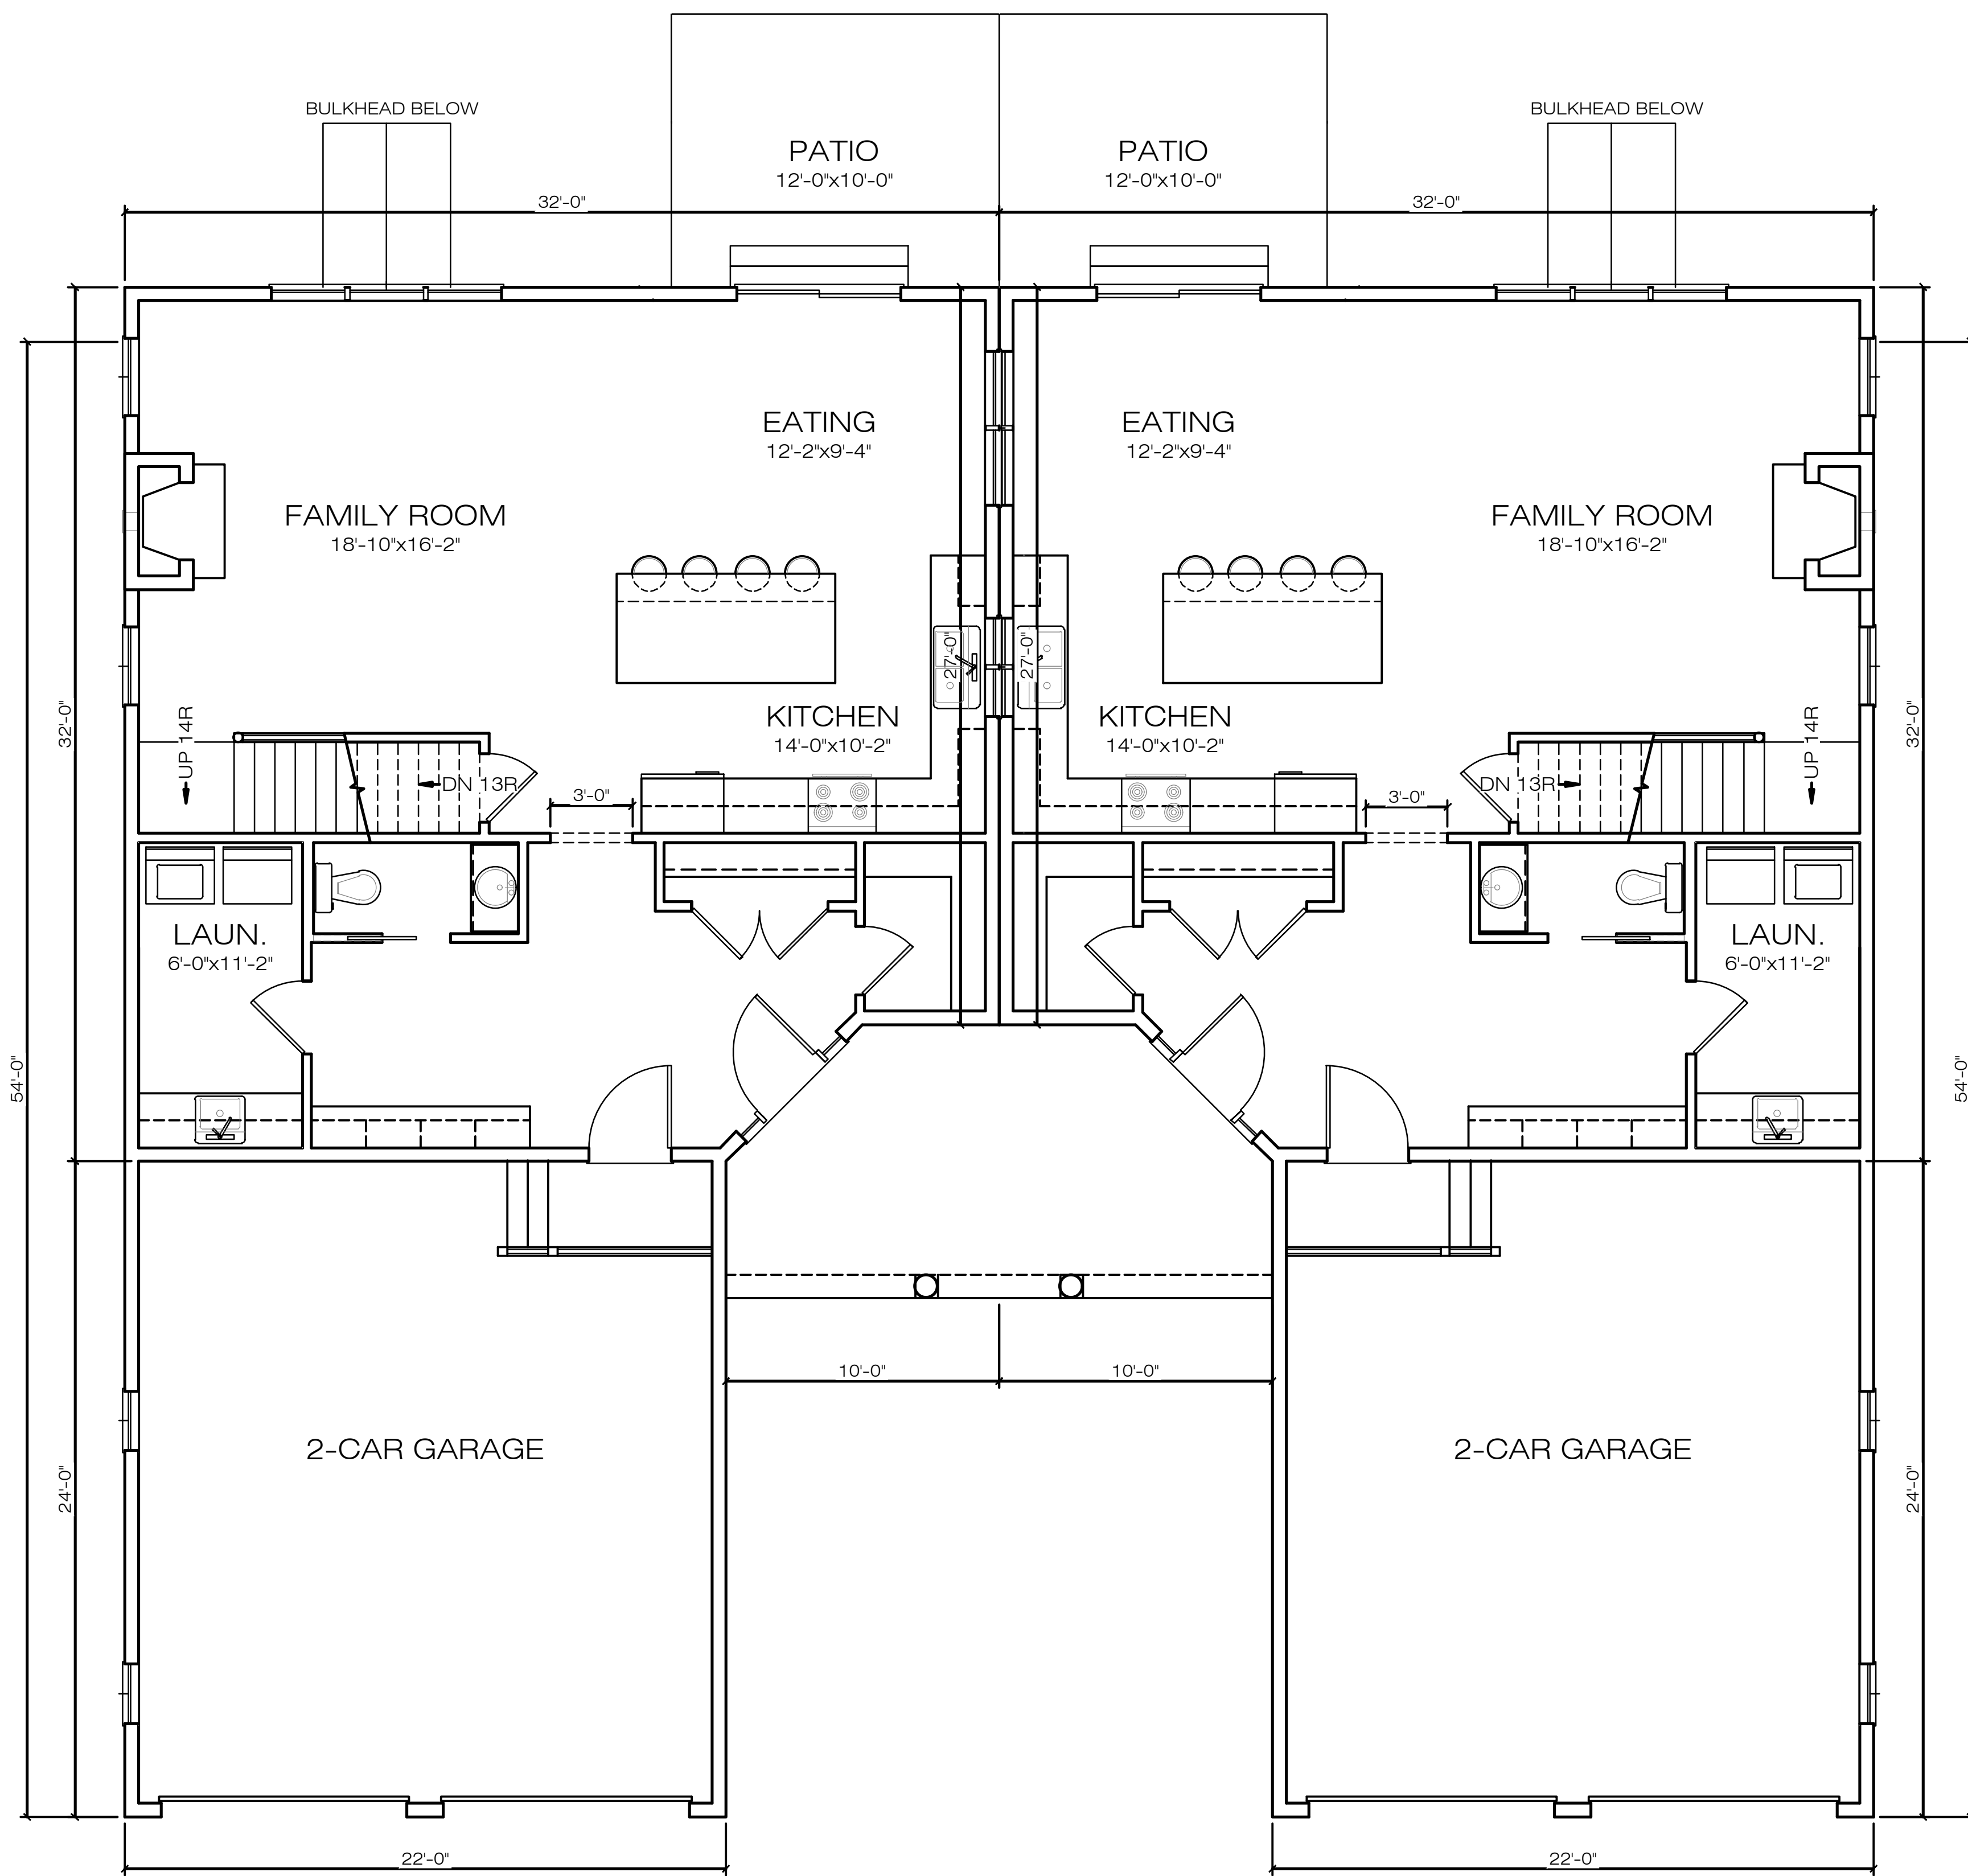 BULKHEAD BELOW
BULKHEAD BELOW
PATIO
12'-0"x10'-0"
PATIO
12'-0"x10'-0"
32'-0"
32'-0"
EATING
12'-2"x9'-4"
EATING
12'-2"x9'-4"
FAMILY ROOM
18'-10"x16'-2"
FAMILY ROOM
18'-10"x16'-2"
27'-0"
27'-0"
KITCHEN
14'-0"x10'-2"
KITCHEN
14'-0"x10'-2"
32'-0"
UP 14R
UP 14R
32'-0"
DN 13R
DN 13R
3'-0"
3'-0"
LAUN.
6'-0"x11'-2"
LAUN.
6'-0"x11'-2"
54'-0"
54'-0"
10'-0"
10'-0"
2-CAR GARAGE
2-CAR GARAGE
24'-0"
24'-0"
22'-0"
22'-0"